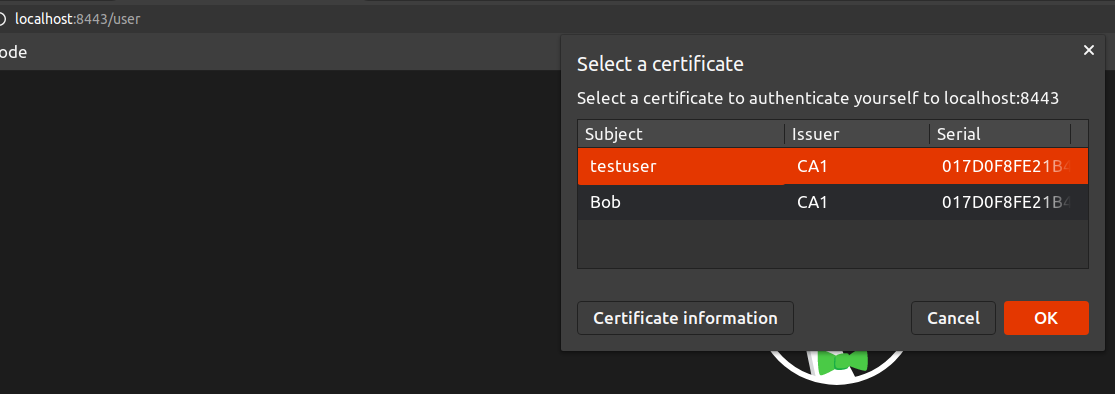 localhost:8443/user
ode
Select a certificate
Select a certificate to authenticate yourself to localhost:8443
Subject Issuer Serial
testuser CA1 017D0F8FE21B4
Bob CA1 017D0F8FE21B4
Certificate information Cancel OK